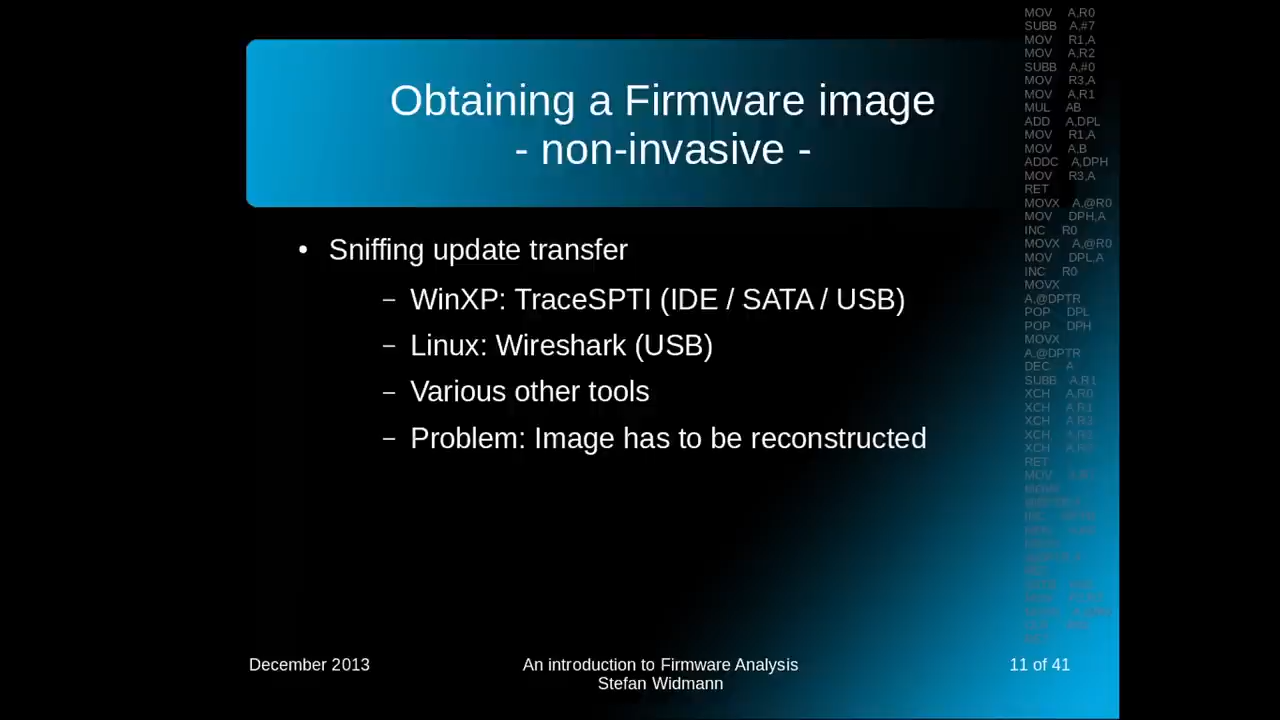 Obtaining a Firmware image
- non-invasive -
• Sniffing update transfer
– WinXP: TraceSPTI (IDE / SATA / USB)
– Linux: Wireshark (USB)
– Various other tools
– Problem: Image has to be reconstructed
December 2013
An introduction to Firmware Analysis
Stefan Widmann
11 of 41
MOV A,R0
SUBB A,#7
MOV R1,A
MOV A,R2
SUBB A,#0
MOV R3,A
MOV A,R1
MUL AB
ADD A,DPL
MOV R1,A
MOV A,B
ADDC A,DPH
MOV R3,A
RET
MOVX A,@R0
MOV DPH,A
INC R0
MOVX A,@R0
MOV DPL,A
INC R0
MOVX
A,@DPTR
POP DPL
POP DPH
MOVX
A,@DPTR
DEC A
SUBB A,R1
XCH A,R0
XCH A,R1
XCH A,R3
XCH
XCH
RET
MOV